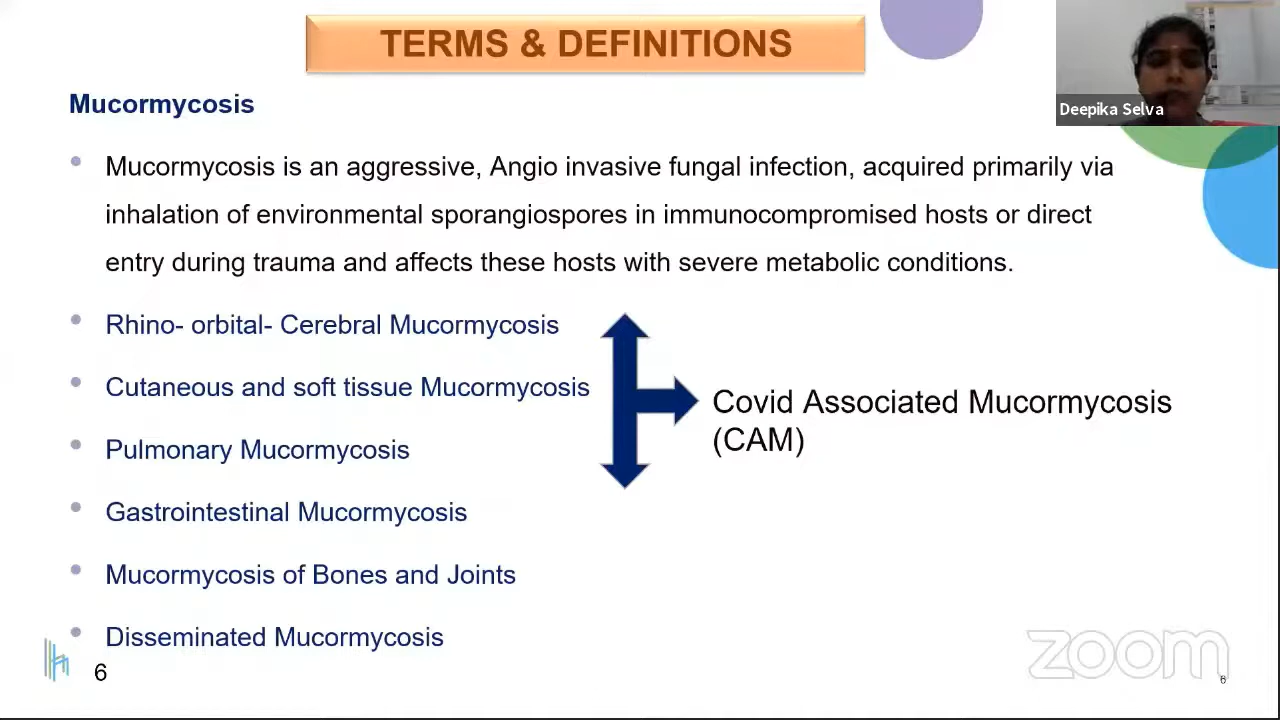 TERMS & DEFINITIONS
Deepika Selva
Mucormycosis
• Mucormycosis is an aggressive, Angio invasive fungal infection, acquired primarily via
inhalation of environmental sporangiospores in immunocompromised hosts or direct
entry during trauma and affects these hosts with severe metabolic conditions.
• Rhino- orbital- Cerebral Mucormycosis
• Cutaneous and soft tissue Mucormycosis
• Pulmonary Mucormycosis
• Gastrointestinal Mucormycosis
• Mucormycosis of Bones and Joints
• Disseminated Mucormycosis
Covid Associated Mucormycosis
(CAM)
6
zoom
6